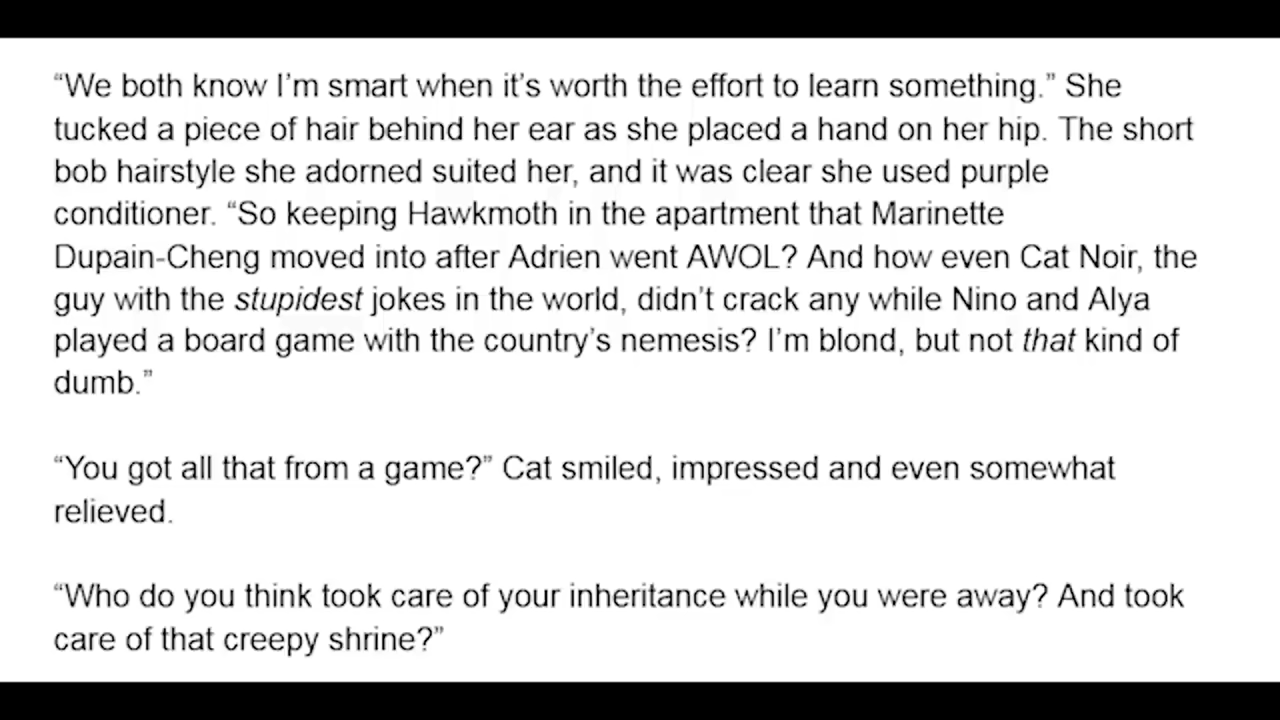 “We both know I’m smart when it’s worth the effort to learn something.” She
tucked a piece of hair behind her ear as she placed a hand on her hip. The short
bob hairstyle she adorned suited her, and it was clear she used purple
conditioner. “So keeping Hawkmoth in the apartment that Marinette
Dupain-Cheng moved into after Adrien went AWOL? And how even Cat Noir, the
guy with the stupidest jokes in the world, didn’t crack any while Nino and Alya
played a board game with the country’s nemesis? I’m blond, but not that kind of
dumb.”
“You got all that from a game?” Cat smiled, impressed and even somewhat
relieved.
“Who do you think took care of your inheritance while you were away? And took
care of that creepy shrine?”